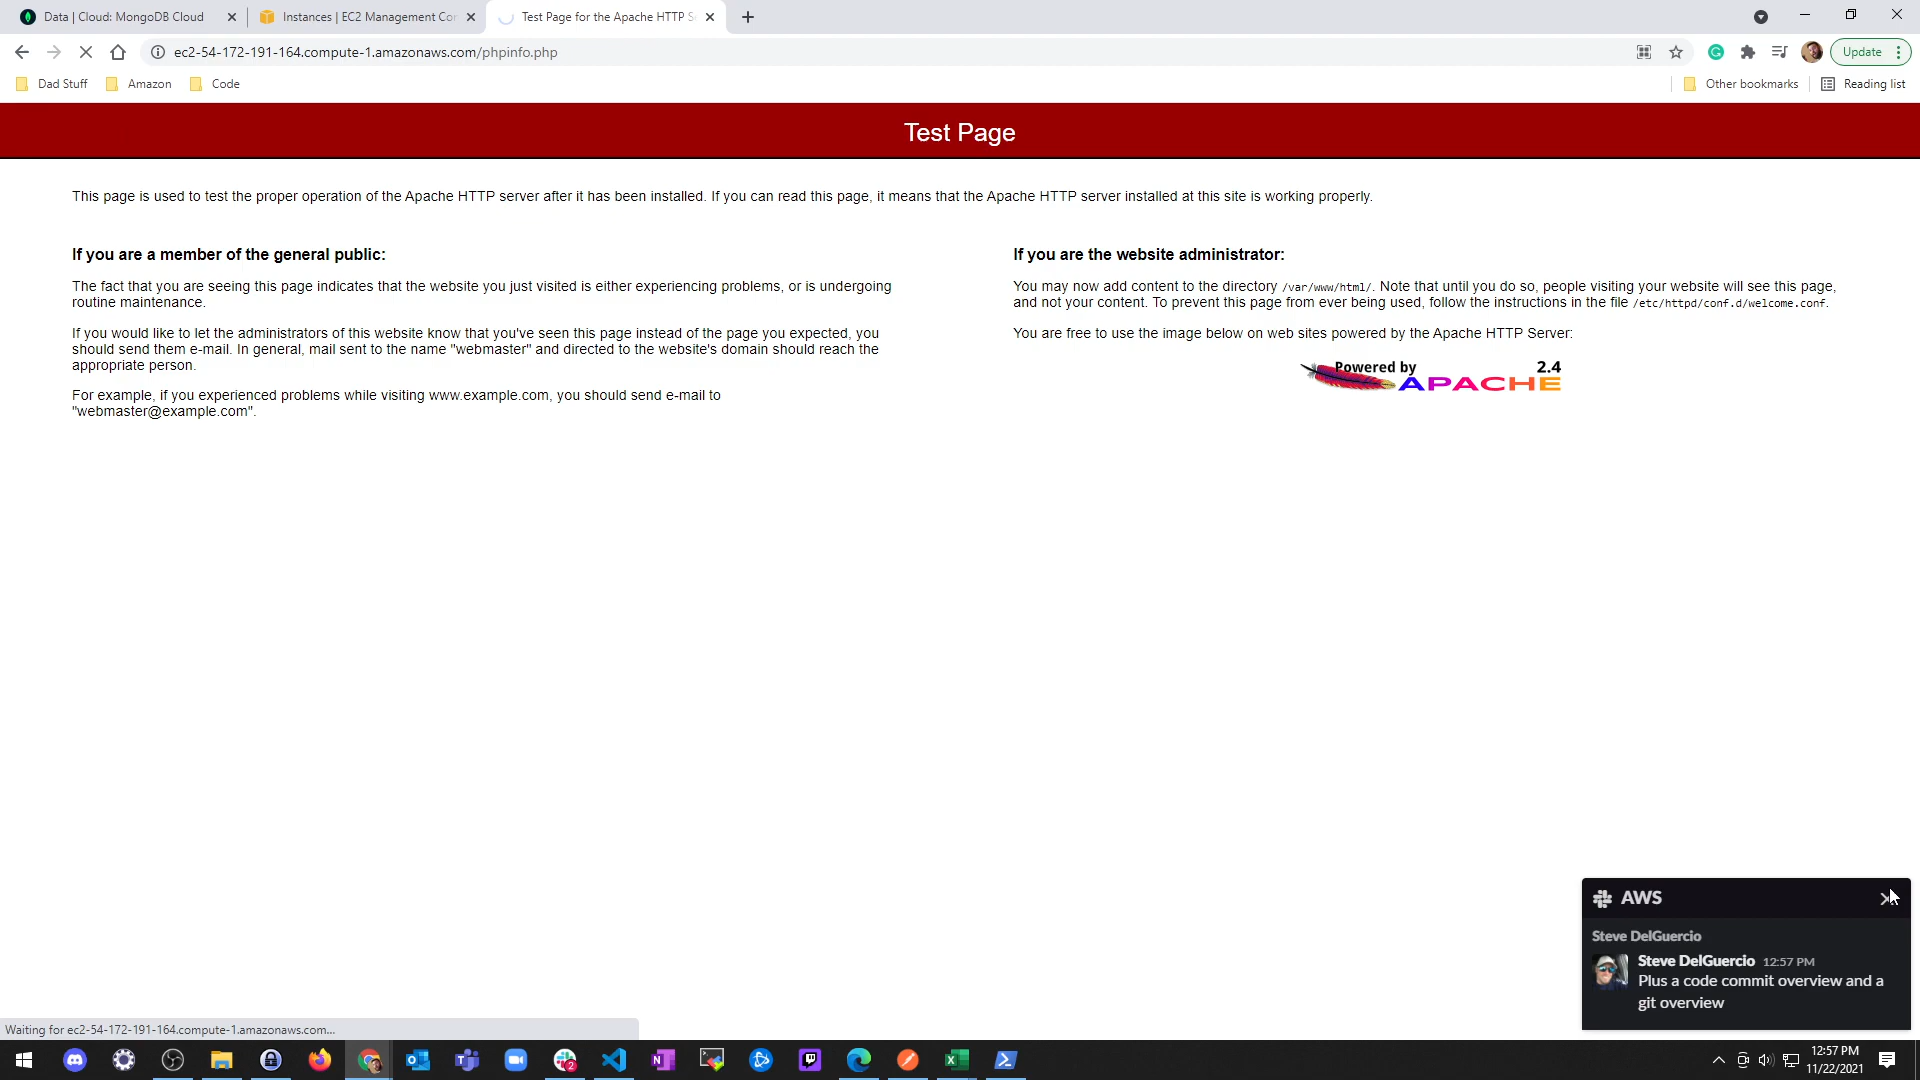 Data | Cloud: MongoDB Cloud
Instances | EC2 Management Cor
Test Page for the Apache HTTP S
ec2-54-172-191-164.compute-1.amazonaws.com/phpinfo.php
Update
Dad Stuff
Amazon
Code
Other bookmarks
Reading list
Test Page
This page is used to test the proper operation of the Apache HTTP server after it has been installed. If you can read this page, it means that the Apache HTTP server installed at this site is working properly.
If you are a member of the general public:
The fact that you are seeing this page indicates that the website you just visited is either experiencing problems, or is undergoing
routine maintenance.
If you would like to let the administrators of this website know that you've seen this page instead of the page you expected, you
should send them e-mail. In general, mail sent to the name "webmaster" and directed to the website's domain should reach the
appropriate person.
For example, if you experienced problems while visiting www.example.com, you should send e-mail to
"webmaster@example.com".
If you are the website administrator:
You may now add content to the directory /var/www/html/. Note that until you do so, people visiting your website will see this page,
and not your content. To prevent this page from ever being used, follow the instructions in the file /etc/httpd/conf.d/welcome.conf.
You are free to use the image below on web sites powered by the Apache HTTP Server:
Powered by 2.4
APACHE
AWS
Steve DelGuercio
Steve DelGuercio 12:57 PM
Plus a code commit overview and a
git overview
Waiting for ec2-54-172-191-164.compute-1.amazonaws.com...
2
12:57 PM
11/22/2021